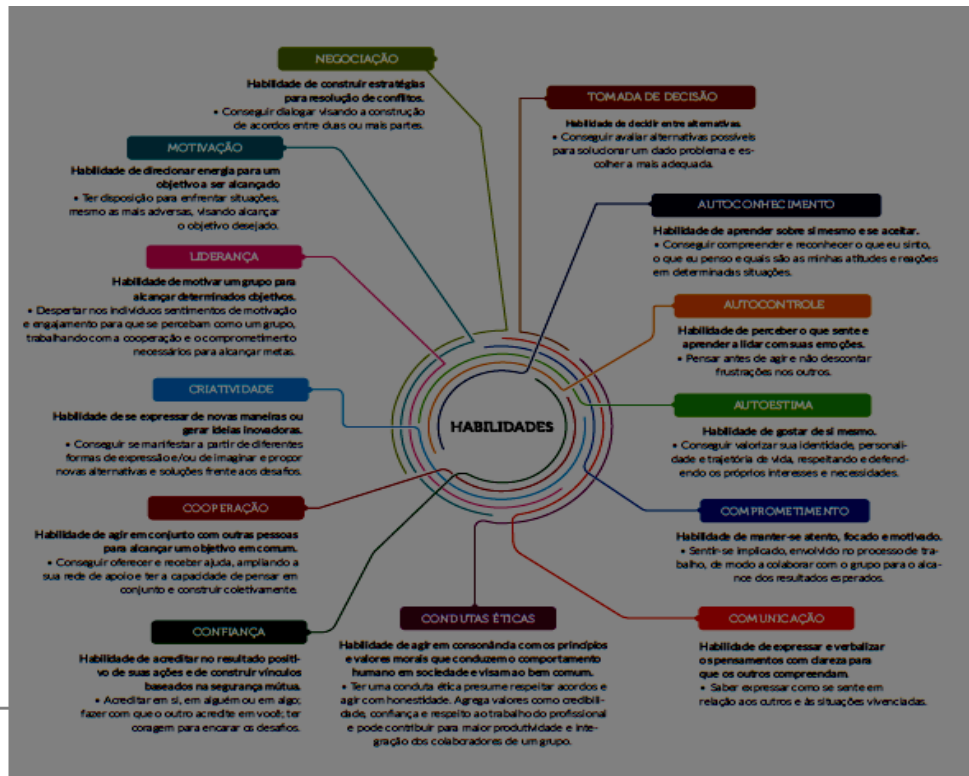 NEGOCIAÇÃO
Habilidade de construir estratégias
para resolução de conflitos.
• Conseguir dialogar visando a construção
de acordos entre duas ou mais partes.
MOTIVAÇÃO
Habilidade de direcionar energia para um
objetivo a ser alcançado
• Ter disposição para enfrentar situações,
mesmo as mais adversas, visando alcançar
o objetivo desejado.
LIDERANÇA
Habilidade de motivar um grupo para
alcançar determinados objetivos.
• Despertar nos indivíduos sentimentos de motivação
e engajamento para que se percebam como um grupo,
trabalhando com a cooperação e o comprometimento
necessários para alcançar metas.
CRIATIVIDADE
Habilidade de se expressar de novas maneiras ou
gerar ideias inovadoras.
• Conseguir se manifestar a partir de diferentes
formas de expressão e/ou de imaginar e propor
novas alternativas e soluções frente aos desafios.
COOPERAÇÃO
Habilidade de agir em conjunto com outras pessoas
para alcançar um objetivo em comum.
• Conseguir oferecer e receber ajuda, ampliando a
sua rede de apoio e ter a capacidade de pensar em
conjunto e construir coletivamente.
CONFIANÇA
Habilidade de acreditar no resultado positi-
vo de suas ações e de construir vínculos
baseados na segurança mútua.
• Acreditar em si, em alguém ou em algo;
fazer com que o outro acredite em você; ter
coragem para encarar os desafios.
HABILIDADES
CONDUTAS ÉTICAS
Habilidade de agir em consonância com os princípios
e valores morais que conduzem o comportamento
humano em sociedade e visam ao bem comum.
• Ter uma conduta ética presume respeitar acordos e
agir com honestidade. Agrega valores como credibili-
dade, confiança e respeito ao trabalho do profissional
e pode contribuir para maior produtividade e inte-
gração dos colaboradores de um grupo.
TOMADA DE DECISÃO
Habilidade de decidir entre alternativas.
• Conseguir avaliar alternativas possíveis
para solucionar um dado problema e es-
colher a mais adequada.
AUTOCONHECIMENTO
Habilidade de aprender sobre si mesmo e se aceitar.
• Conseguir compreender e reconhecer o que eu sinto,
o que eu penso e quais são as minhas atitudes e reações
em determinadas situações.
AUTOCONTROLE
Habilidade de perceber o que sente e
aprender a lidar com suas emoções.
• Pensar antes de agir e não descontar
frustrações nos outros.
AUTOESTIMA
Habilidade de gostar de si mesmo.
• Conseguir valorizar sua identidade, personali-
dade e trajetória de vida, respeitando e defend-
endo os próprios interesses e necessidades.
COMPROMETIMENTO
Habilidade de manter-se atento, focado e motivado.
• Sentir-se implicado, envolvido no processo de tra-
balho, de modo a colaborar com o grupo para o alca-
nce dos resultados esperados.
COMUNICAÇÃO
Habilidade de expressar e verbalizar
os pensamentos com clareza para
que os outros compreendam.
• Saber expressar como se sente em
relação aos outros e às situações vivenciadas.